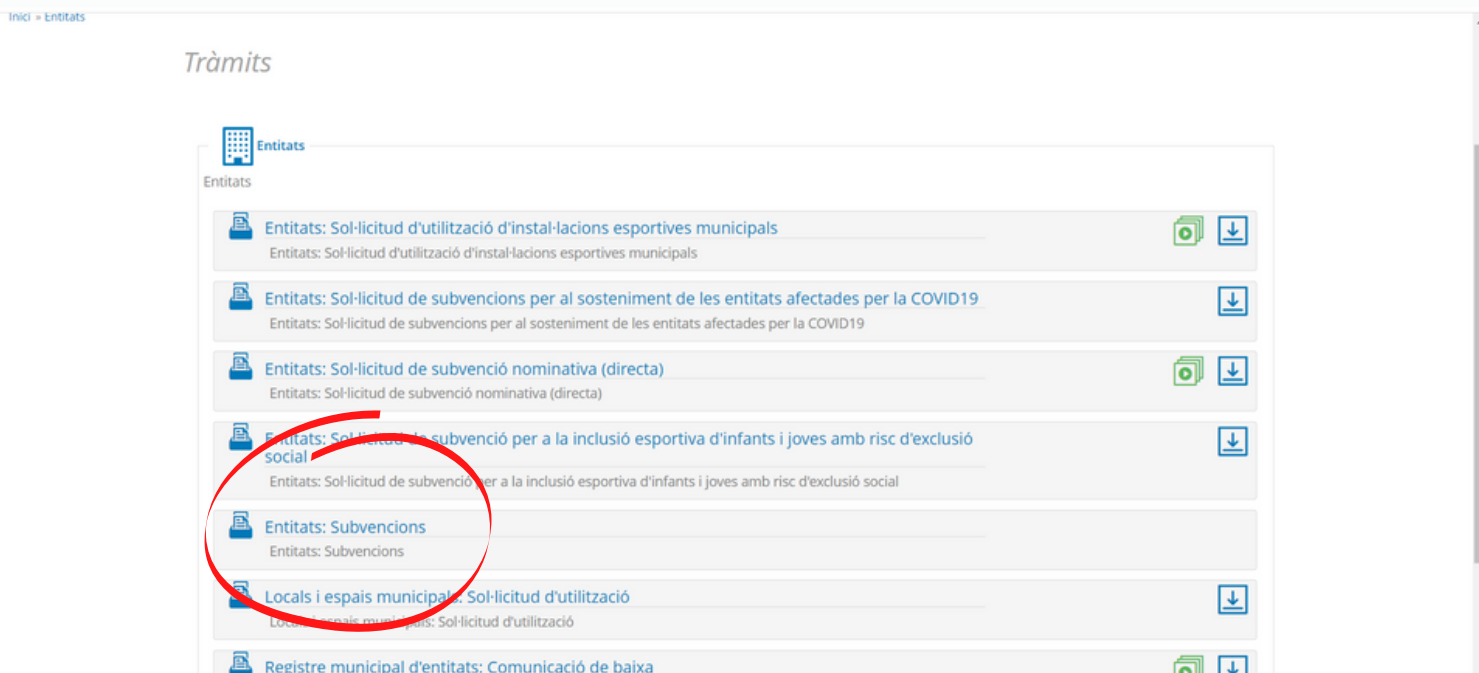 Inici » Entitats
Tràmits
Entitats
Entitats
Entitats: Sol·licitud d'utilització d'instal·lacions esportives municipals
Entitats: Sol·licitud d'utilització d'instal·lacions esportives municipals
Entitats: Sol·licitud de subvencions per al sosteniment de les entitats afectades per la COVID19
Entitats: Sol·licitud de subvencions per al sosteniment de les entitats afectades per la COVID19
Entitats: Sol·licitud de subvenció nominativa (directa)
Entitats: Sol·licitud de subvenció nominativa (directa)
Entitats: Sol·licitud de subvenció per a la inclusió esportiva d'infants i joves amb risc d'exclusió
social
Entitats: Sol·licitud de subvenció per a la inclusió esportiva d'infants i joves amb risc d'exclusió social
Entitats: Subvencions
Entitats: Subvencions
Locals i espais municipals: Sol·licitud d'utilització
Locals i espais municipals: Sol·licitud d'utilització
Registre municipal d'entitats: Comunicació de baixa